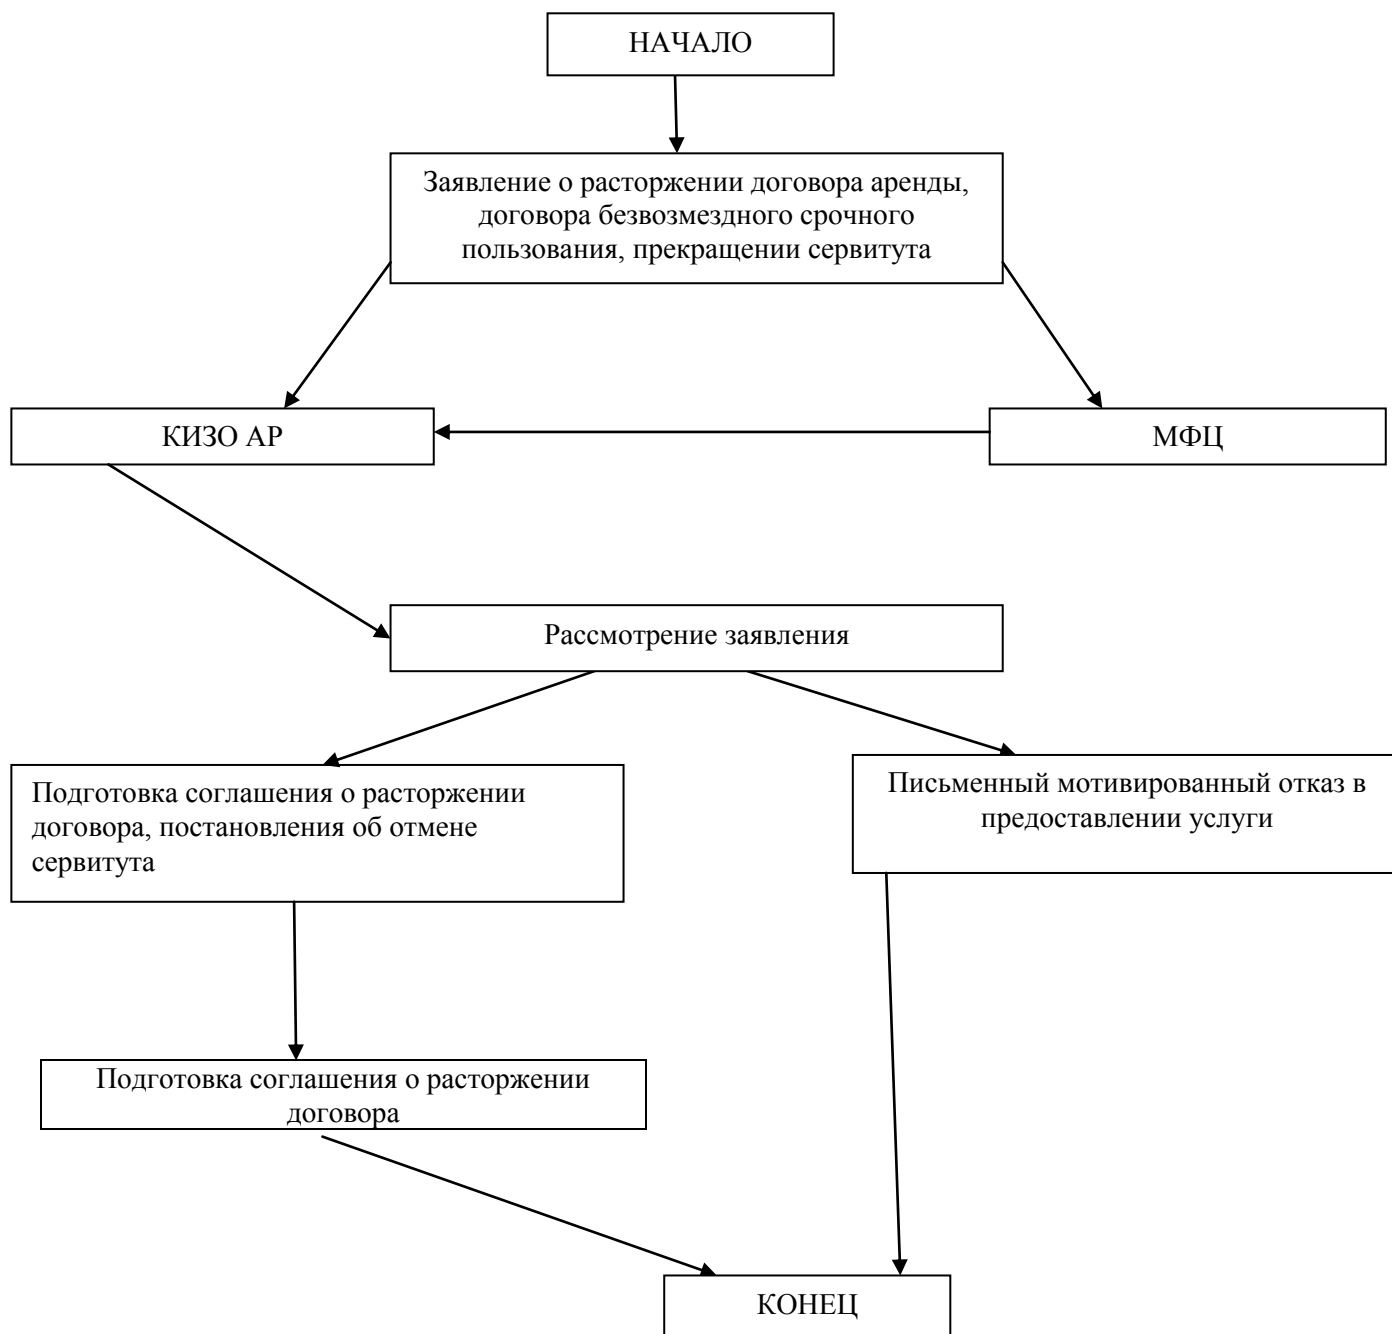 НАЧАЛО
Заявление о расторжении договора аренды,
договора безвозмездного срочного
пользования, прекращении сервитута
КИЗО АР
МФЦ
Рассмотрение заявления
Подготовка соглашения о расторжении
договора, постановления об отмене
сервитута
Письменный мотивированный отказ в
предоставлении услуги
Подготовка соглашения о расторжении
договора
КОНЕЦ